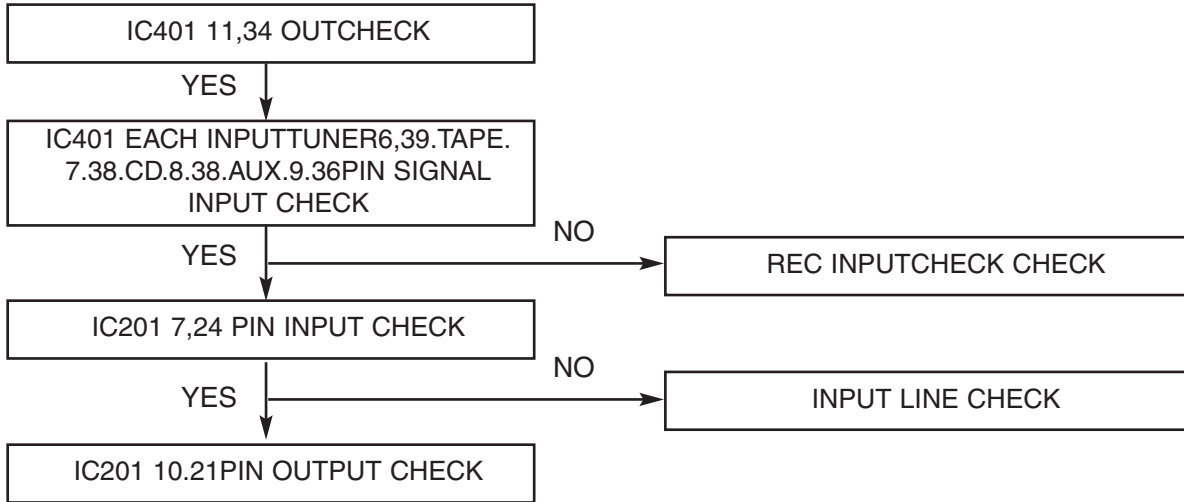 IC401 11,34 OUTCHECK
YES
IC401 EACH INPUTTUNER6,39.TAPE.
7.38.CD.8.38.AUX.9.36PIN SIGNAL
INPUT CHECK
YES
NO
REC INPUTCHECK CHECK
IC201 7,24 PIN INPUT CHECK
YES
NO
INPUT LINE CHECK
IC201 10.21PIN OUTPUT CHECK